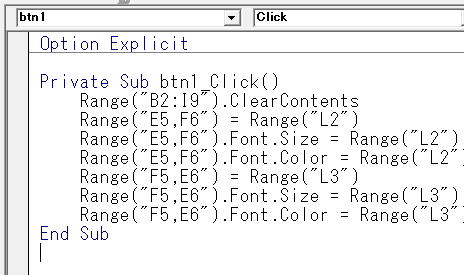 btn1 Click
Option Explicit
Private Sub btn1_Click()
Range("B2:I9").ClearContents
Range("E5,F6") = Range("L2")
Range("E5,F6").Font.Size = Range("L2")
Range("E5,F6").Font.Color = Range("L2")
Range("F5,E6") = Range("L3")
Range("F5,E6").Font.Size = Range("L3")
Range("F5,E6").Font.Color = Range("L3")
End Sub